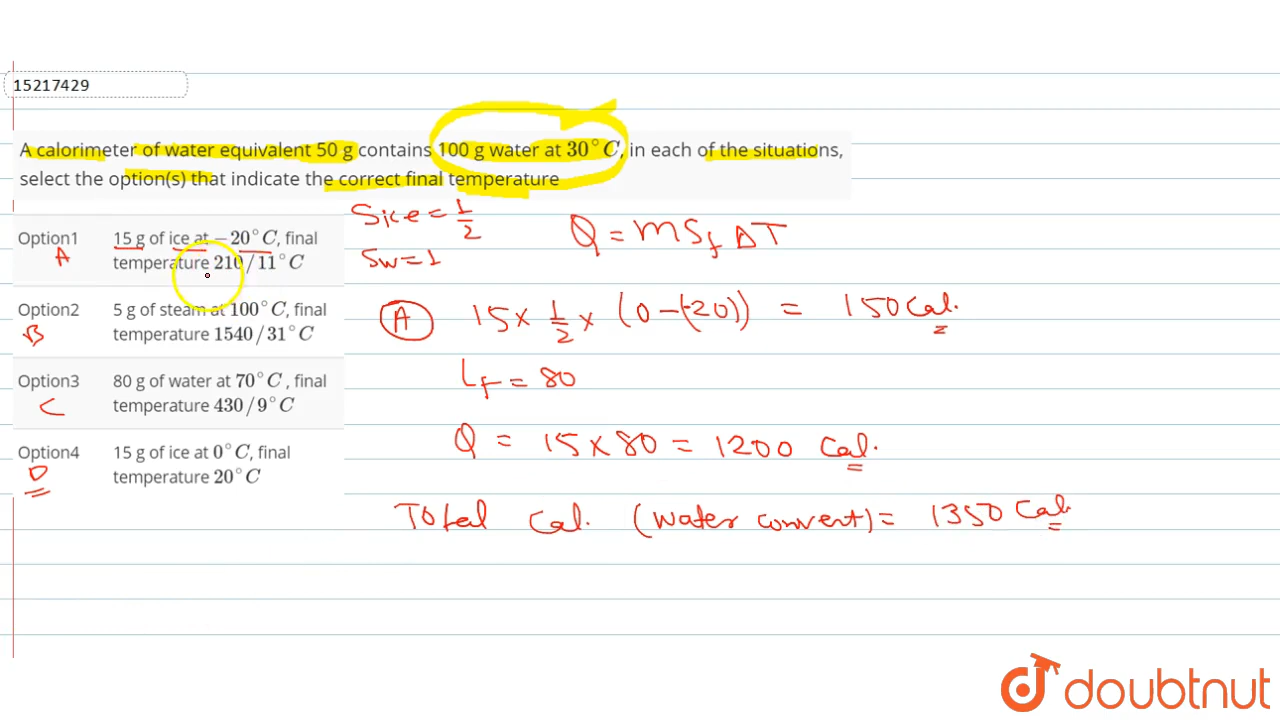 15217429
A calorimeter of water equivalent 50 g contains 100 g water at 30°C, in each of the situations,
select the option(s) that indicate the correct final temperature
Option1 15 g of ice at −20°C, final
A temperature 210/11°C
Option2 5 g of steam at 100°C, final
B temperature 1540/31°C
Option3 80 g of water at 70°C , final
C temperature 430/9°C
Option4 15 g of ice at 0°C, final
D temperature 20°C
Sice = 1/2
Sw = 1
Q = m Sf ΔT
A 15 × 1/2 × (0-(-20)) = 150 Cal.
LF = 80
Q = 15 × 80 = 1200 Cal.
Total Cal. (water convert) = 1350 Cal.
doubtnut